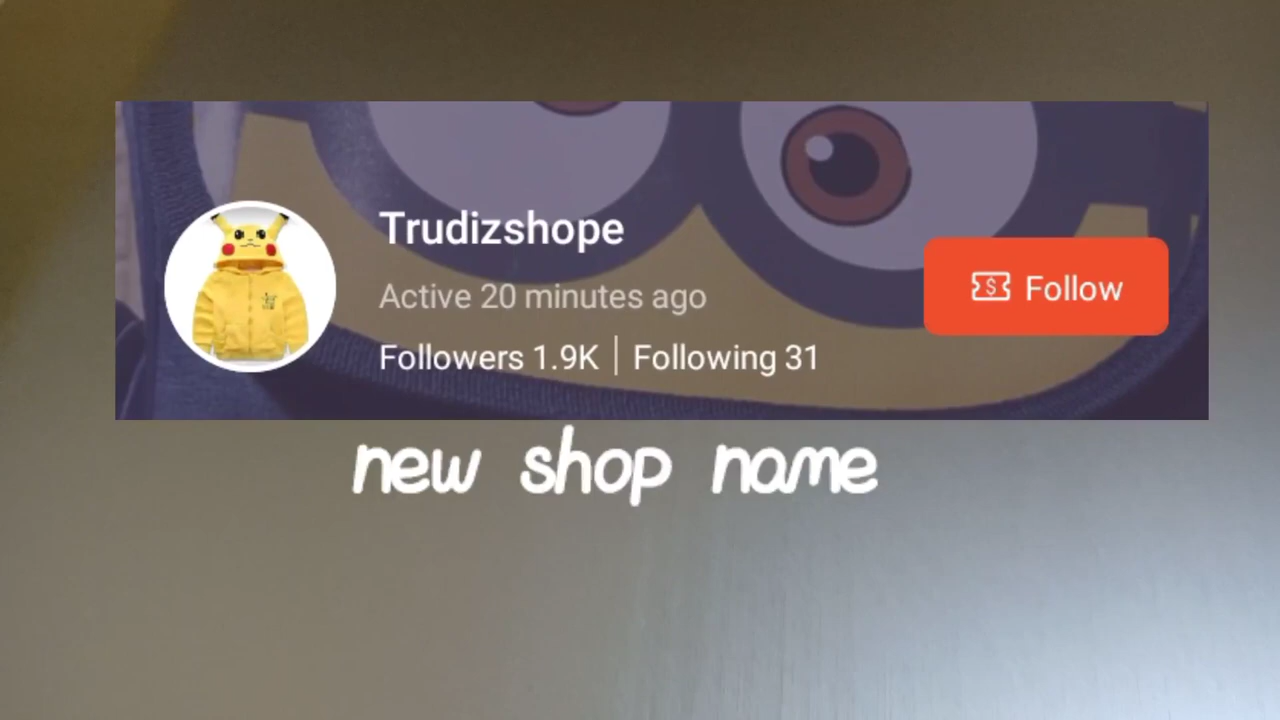 Trudizshope
Active 20 minutes ago
Followers 1.9K | Following 31
Follow
new shop name